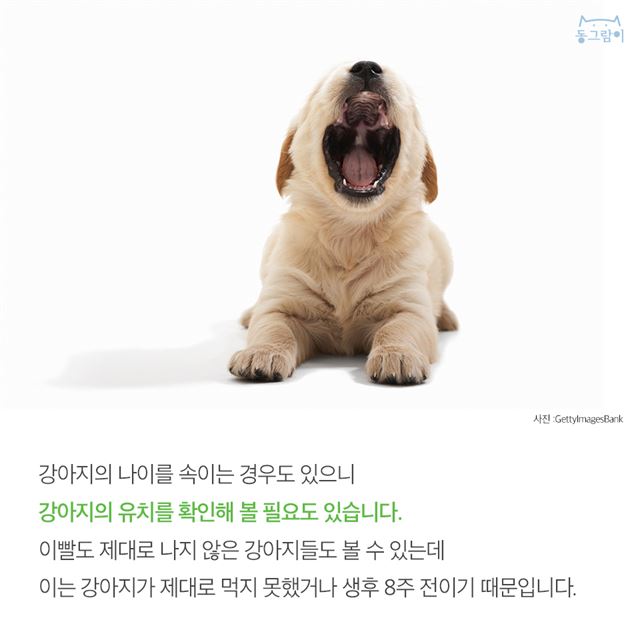 동그람이
사진 :GettyImagesBank
강아지의 나이를 속이는 경우도 있으니
강아지의 유치를 확인해 볼 필요도 있습니다.
이빨도 제대로 나지 않은 강아지들도 볼 수 있는데
이는 강아지가 제대로 먹지 못했거나 생후 8주 전이기 때문입니다.